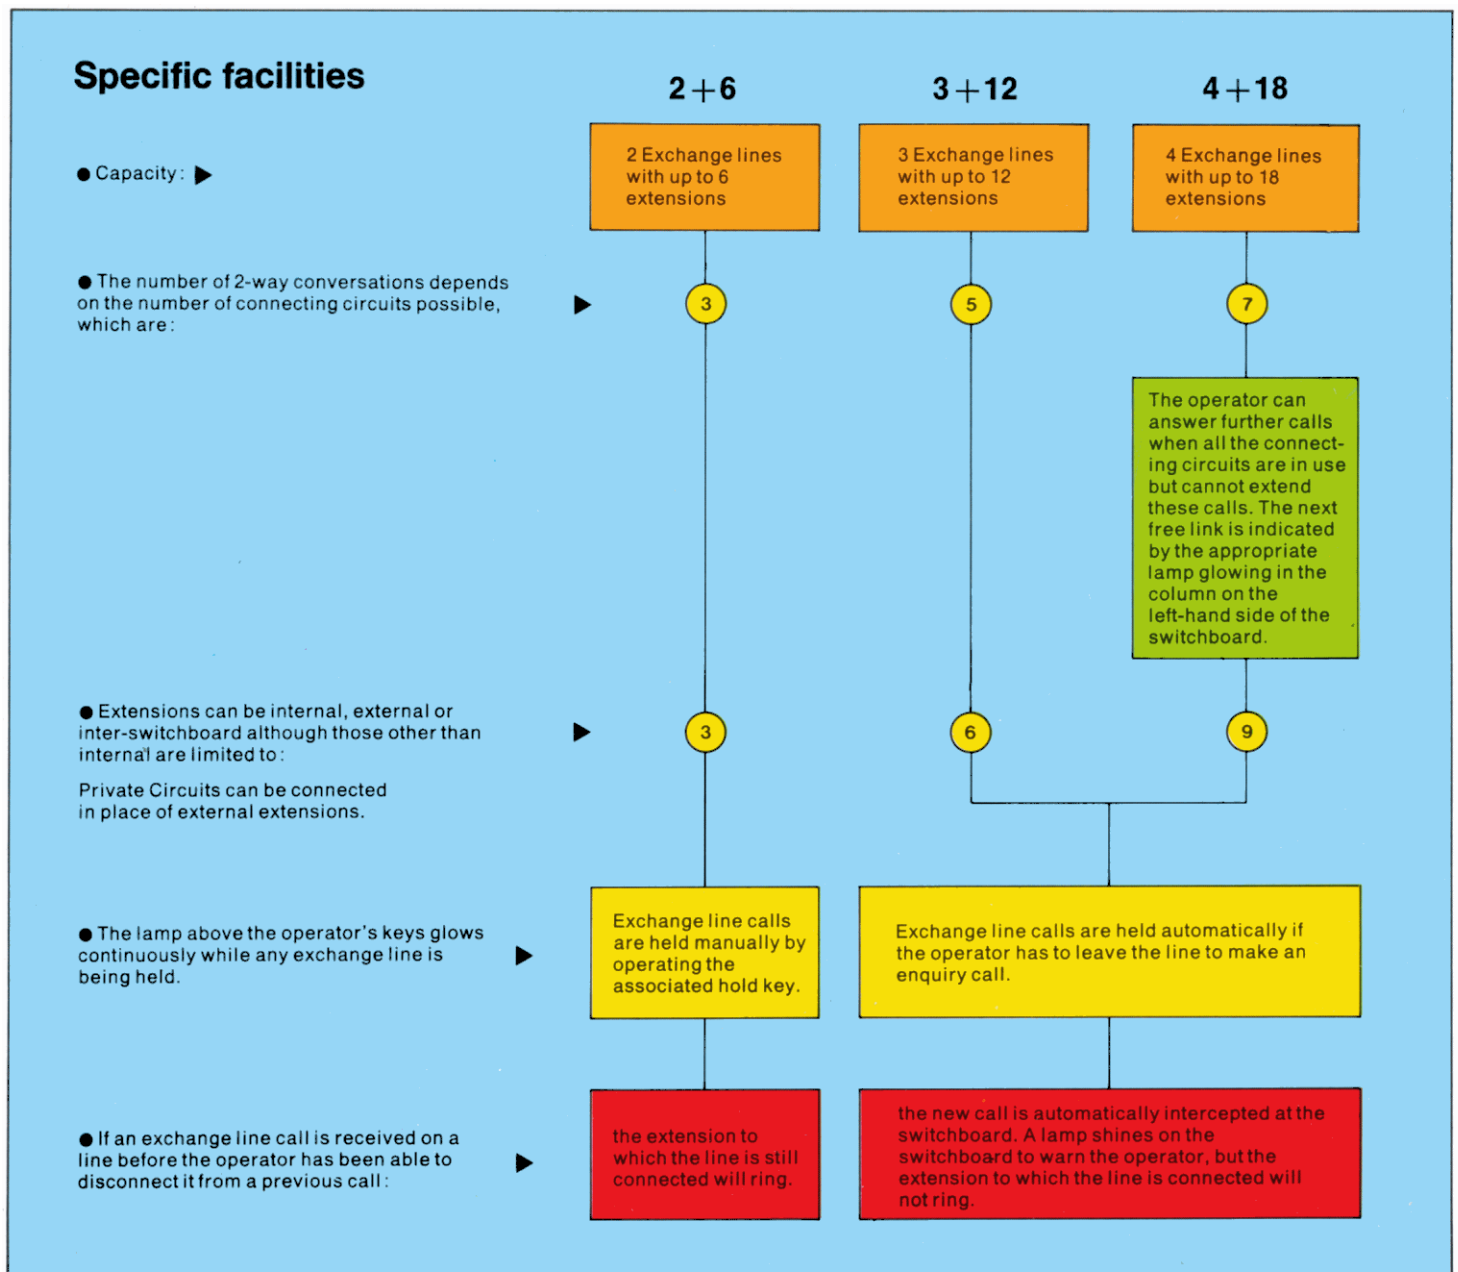 Specific facilities
2+6
3+12
4+18
● Capacity: ▶
2 Exchange lines
with up to 6
extensions
3 Exchange lines
with up to 12
extensions
4 Exchange lines
with up to 18
extensions
● The number of 2-way conversations depends
on the number of connecting circuits possible,
which are:
▶
3
5
7
The operator can
answer further calls
when all the connect-
ing circuits are in use
but cannot extend
these calls. The next
free link is indicated
by the appropriate
lamp glowing in the
column on the
left-hand side of the
switchboard.
● Extensions can be internal, external or
inter-switchboard although those other than
internal are limited to:
▶
3
6
9
Private Circuits can be connected
in place of external extensions.
● The lamp above the operator's keys glows
continuously while any exchange line is
being held.
▶
Exchange line calls
are held manually by
operating the
associated hold key.
Exchange line calls are held automatically if
the operator has to leave the line to make an
enquiry call.
● If an exchange line call is received on a
line before the operator has been able to
disconnect it from a previous call:
▶
the extension to
which the line is still
connected will ring.
the new call is automatically intercepted at the
switchboard. A lamp shines on the
switchboard to warn the operator, but the
extension to which the line is connected will
not ring.